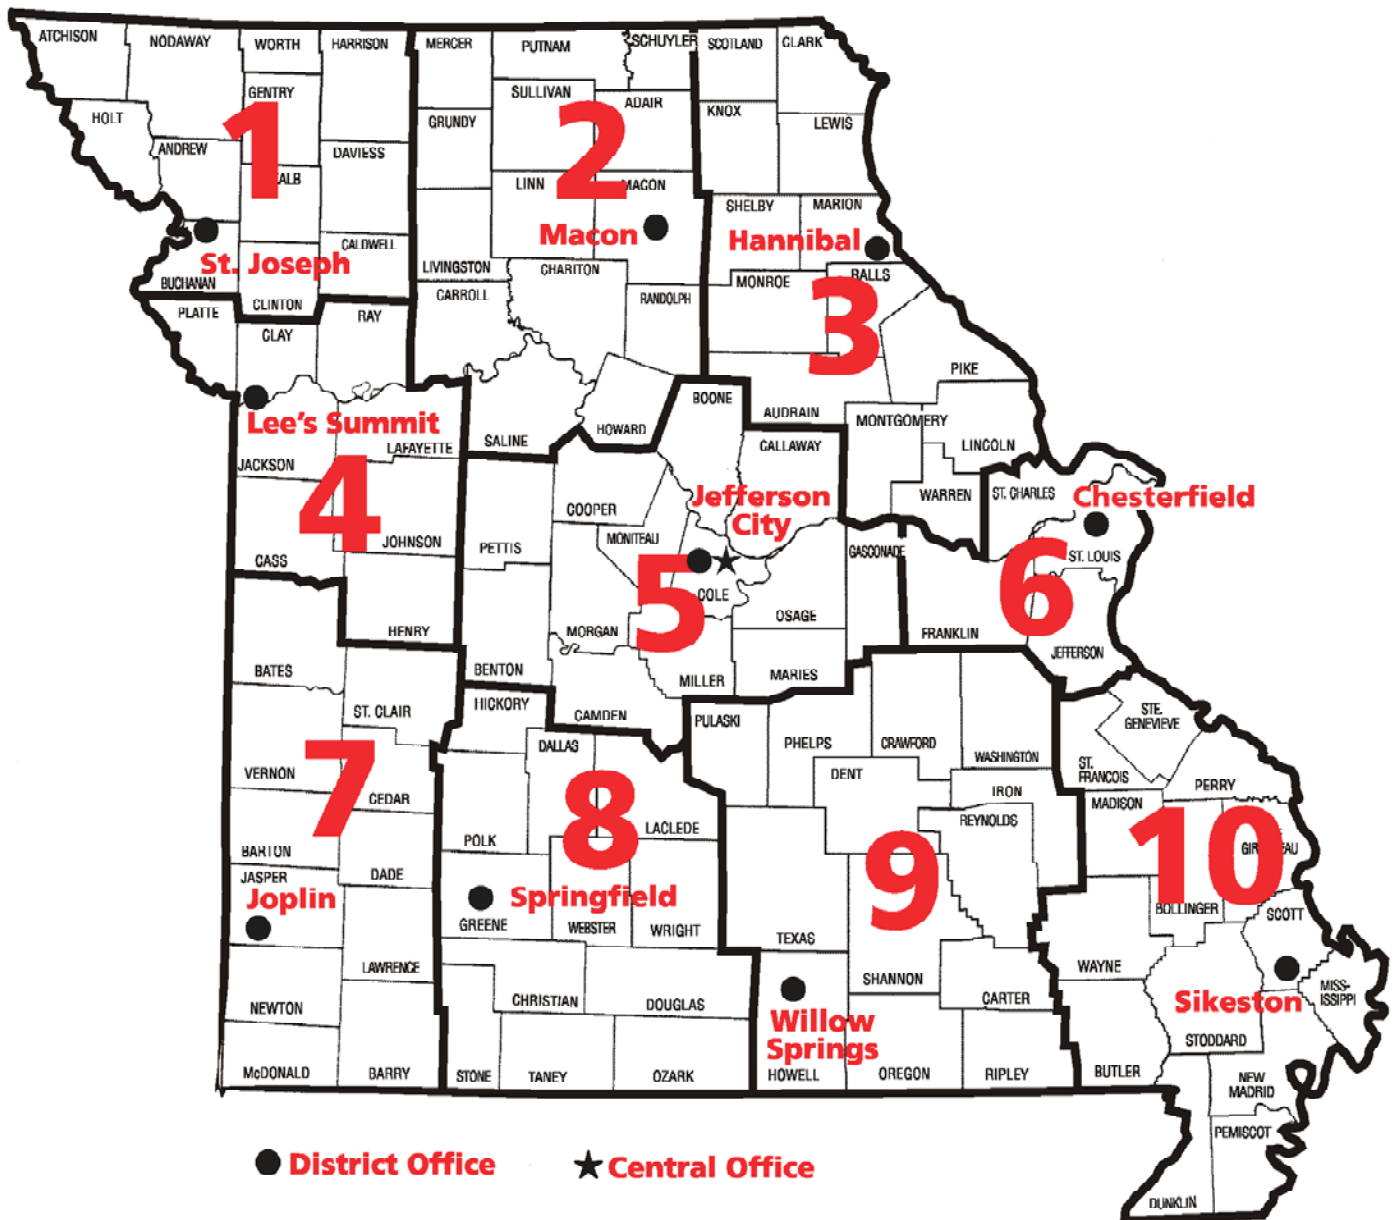 ATCHISON
NODAWAY
WORTH
HARRISON
MERCER
PUTNAM
SCHUYLER
SCOTLAND
CLARK
GENTRY
SULLIVAN
ADAIR
KNOX
HOLT
GRUNDY
LEWIS
1
2
ANDREW
DAVIESS
ALB
LINN
MACON
SHELBY
MARION
Macon
Hannibal
CALDWELL
St. Joseph
LIVINGSTON
CHARITON
BUCHANAN
MONROE
RALLS
CLINTON
CARROLL
RANDOLPH
3
PLATTE
RAY
CLAY
PIKE
BOONE
Lee's Summit
HOWARD
AUDRAIN
MONTGOMERY
LAFAYETTE
SALINE
CALLAWAY
LINCOLN
JACKSON
4
Jefferson
City
WARREN
ST. CHARLES
Chesterfield
COOPER
JOHNSON
PETTIS
MONITEAU
GASCONADE
ST. LOUIS
CASS
5
COLE
6
OSAGE
HENRY
MORGAN
FRANKLIN
JEFFERSON
BATES
BENTON
MILLER
MARIES
ST. CLAIR
HICKORY
CAMDEN
PULASKI
STE.
GENEVIEVE
DALLAS
PHELPS
CRAWFORD
WASHINGTON
7
VERNON
CEDAR
8
DENT
IRON
ST.
FRANCOIS
PERRY
MADISON
POLK
LACLEDE
REYNOLDS
BARTON
9
10
GIR
EAU
JASPER
DADE
Joplin
Springfield
GREENE
WEBSTER
WRIGHT
TEXAS
BOLLINGER
SCOTT
LAWRENCE
SHANNON
WAYNE
NEWTON
CHRISTIAN
DOUGLAS
CARTER
Sikeston
MISS-
ISSIPPI
Willow
Springs
STODDARD
McDONALD
BARRY
STONE
TANEY
OZARK
HOWELL
OREGON
RIPLEY
BUTLER
NEW
MADRID
PEMISCOT
District Office
Central Office
DUNKLIN